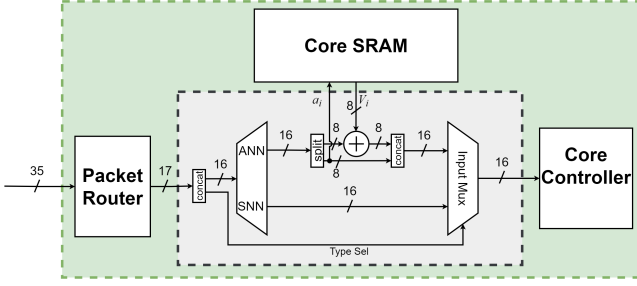 Core SRAM
a_i
V_i
8
35
Packet
Router
17
concat
16
ANN
SNN
16
split
8
8
8
concat
16
16
Input Mux
16
Core
Controller
Type Sel